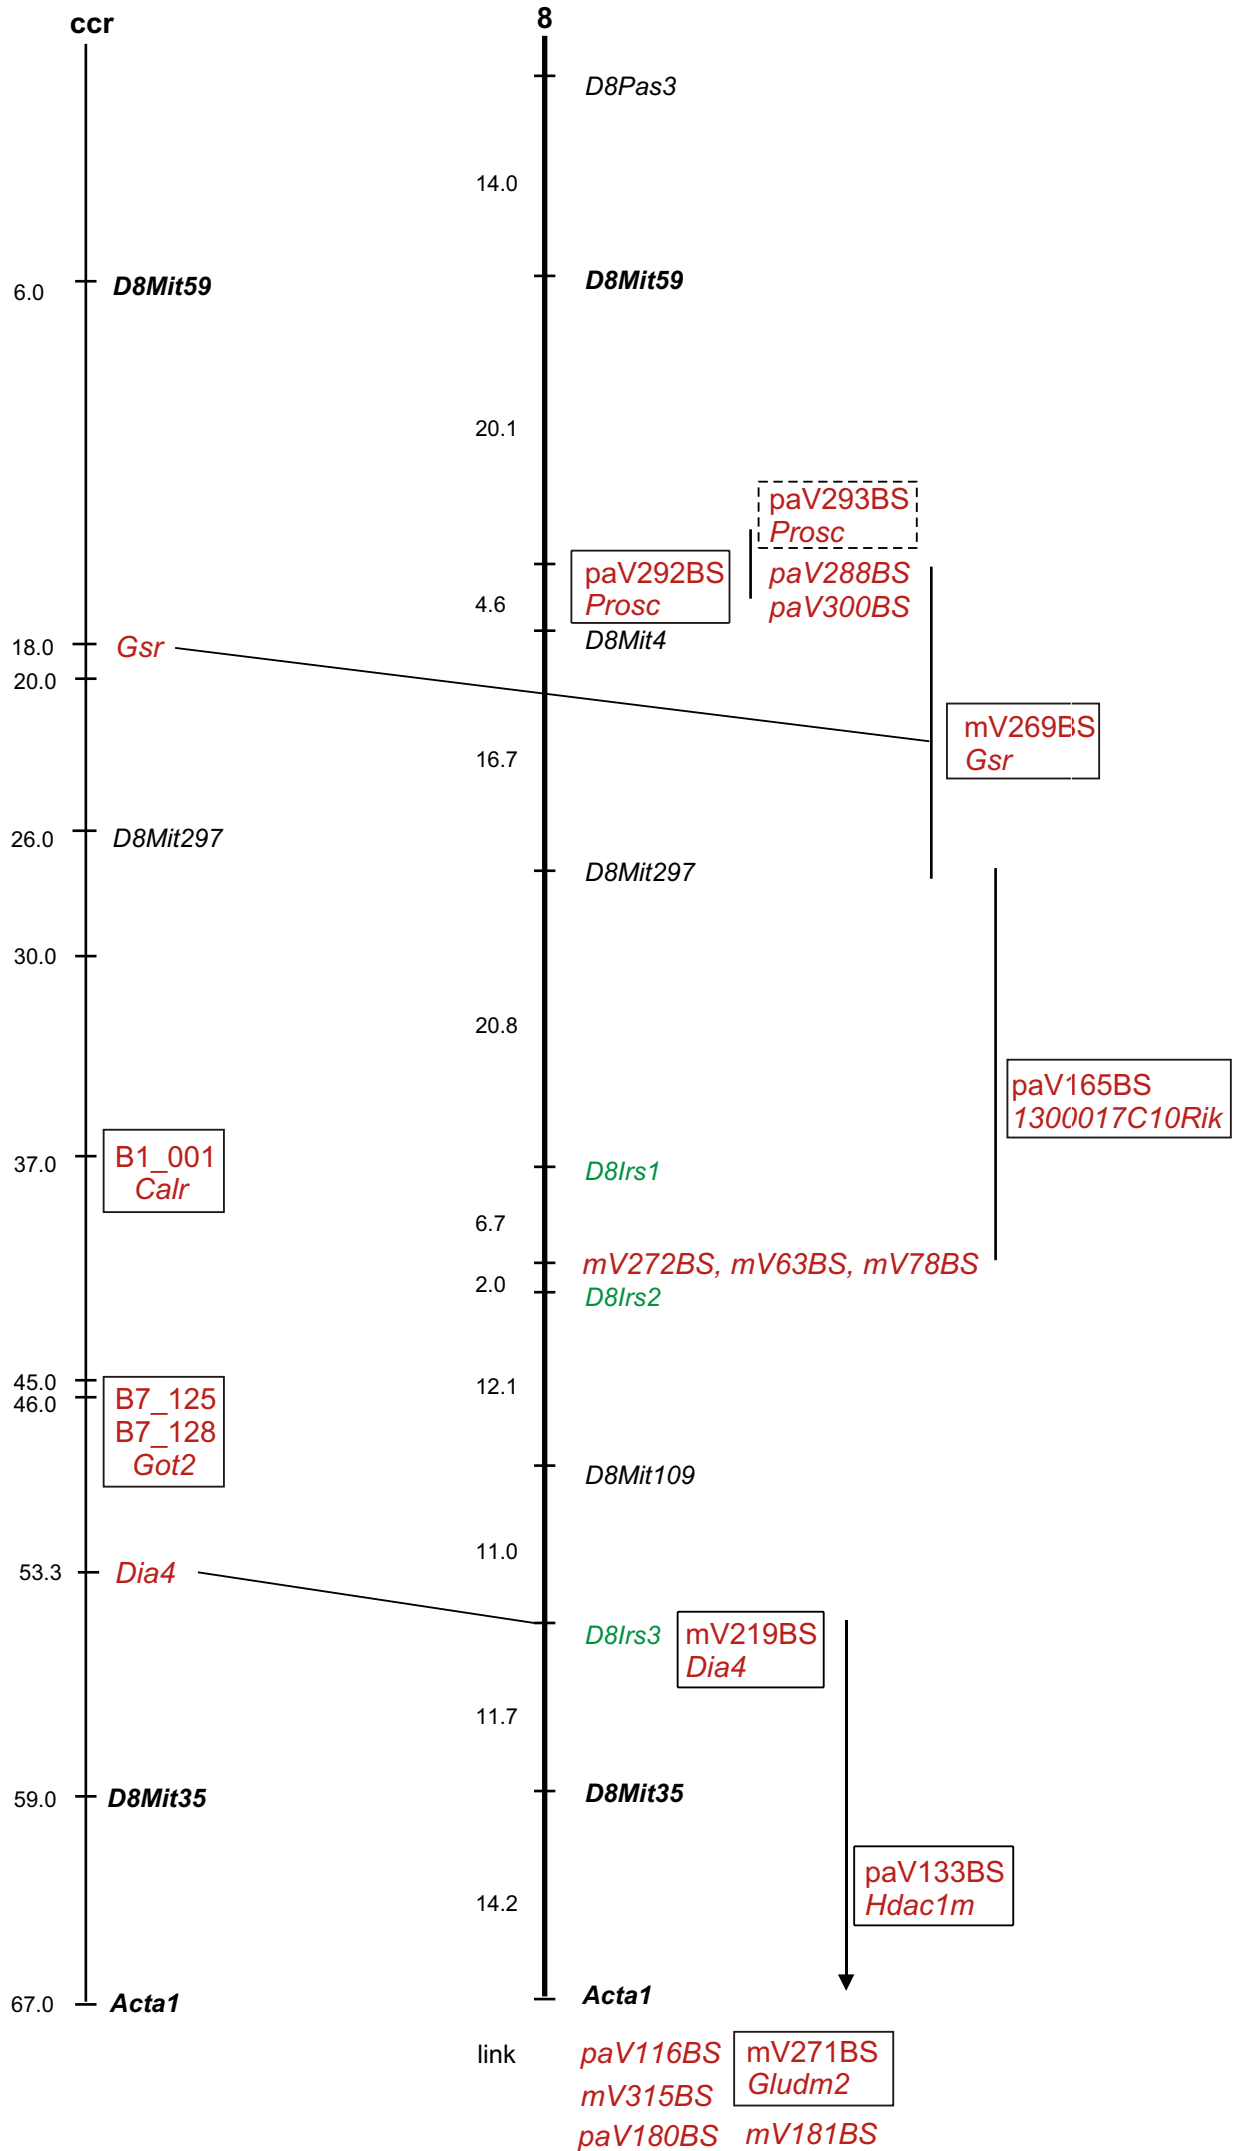 ccr
8
D8Pas3
14.0
6.0
D8Mit59
D8Mit59
20.1
paV293BS
Prosc
paV292BS
Prosc
paV288BS
paV300BS
4.6
D8Mit4
18.0
Gsr
20.0
mV269BS
Gsr
16.7
26.0
D8Mit297
D8Mit297
30.0
20.8
paV165BS
1300017C10Rik
37.0
B1_001
Calr
D8Irs1
6.7
mV272BS, mV63BS, mV78BS
2.0
D8Irs2
45.0
46.0
B7_125
B7_128
Got2
12.1
D8Mit109
11.0
53.3
Dia4
D8Irs3
mV219BS
Dia4
11.7
59.0
D8Mit35
D8Mit35
paV133BS
Hdac1m
14.2
67.0
Acta1
Acta1
link
paV116BS
mV271BS
Gludm2
mV315BS
paV180BS
mV181BS